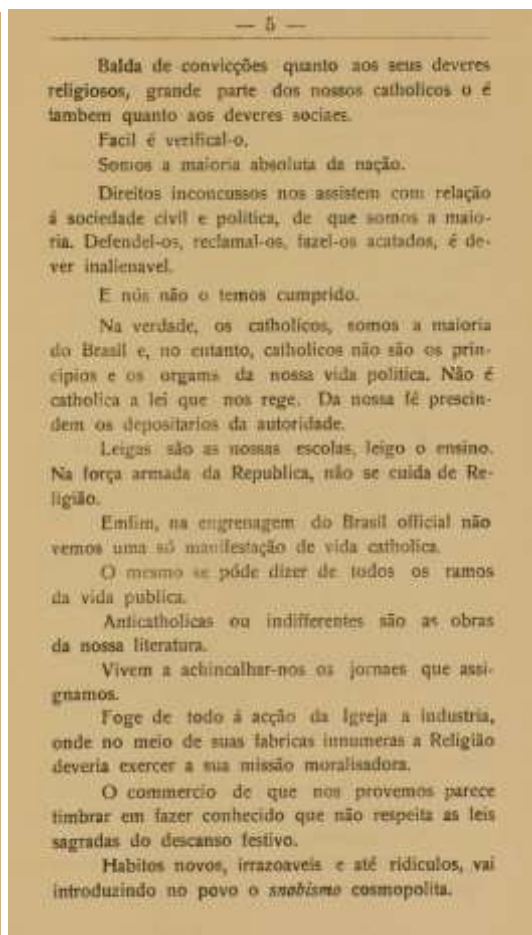 — 5 —
Balda de convicções quanto aos seus deveres
religiosos, grande parte dos nossos catholicos o é
tambem quanto aos deveres sociaes.
Facil é verifical-o.
Somos a maioria absoluta da nação.
Direitos inconcussos nos assistem com relação
á sociedade civil e politica, de que somos a maio-
ria. Defendel-os, reclamal-os, fazel-os acatados, é de-
ver inalienavel.
E nós não o temos cumprido.
Na verdade, os catholicos, somos a maioria
do Brasil e, no entanto, catholicos não são os prin-
cipios e os orgams da nossa vida politica. Não é
catholica a lei que nos rege. Da nossa fé prescin-
dem os depositarios da autoridade.
Leigas são as nossas escolas, leigo o ensino.
Na força armada da Republica, não se cuida de Re-
ligião.
Emfim, na engrenagem do Brasil official não
vemos uma só manifestação de vida catholica.
O mesmo se póde dizer de todos os ramos
da vida publica.
Anticatholicas ou indifferentes são as obras
da nossa literatura.
Vivem a achincalhar-nos os jornaes que assi-
gnamos.
Foge de todo á acção da Igreja a industria,
onde no meio de suas fabricas innumeras a Religião
deveria exercer a sua missão moralisadora.
O commercio de que nos provemos parece
timbrar em fazer conhecido que não respeita as leis
sagradas do descanso festivo.
Habitos novos, irrazoaveis e até ridiculos, vai
introduzindo no povo o snobismo cosmopolita.